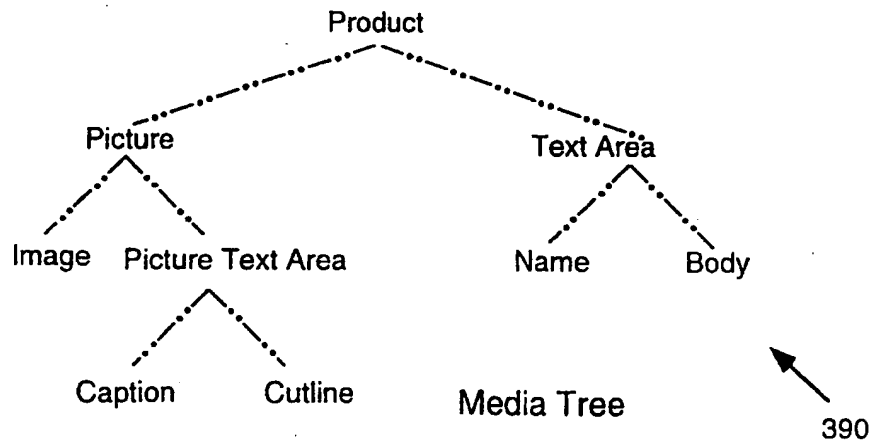 Product
Picture Text Area
Image Picture Text Area Name Body
Caption Cutline Media Tree
390